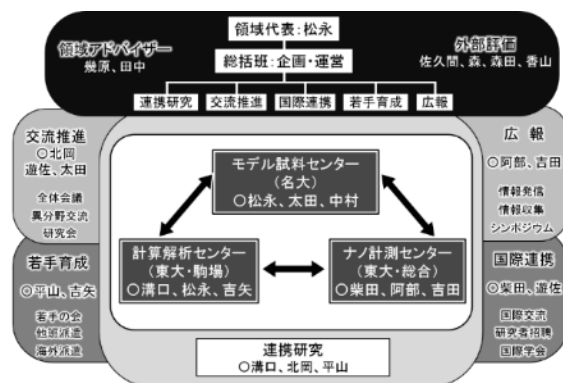 領域代表：松永
領域アドバイザー
幾原、田中
外部評価
佐久間、森、森田、香山
総括班：企画・運営
連携研究
交流推進
国際連携
若手育成
広報
交流推進
○北岡
遊佐、太田
全体会議
異分野交流
研究会
広報
○阿部、吉田
情報発信
情報収集
シンポジウム
モデル試料センター
(名大)
○松永、太田、中村
計算解析センター
(東大・駒場)
○溝口、松永、吉矢
ナノ計測センター
(東大・総合)
○柴田、阿部、吉田
若手育成
○平山、吉矢
若手の会
他班派遣
海外派遣
国際連携
○柴田、遊佐
国際交流
研究者招聘
国際学会
連携研究
○溝口、北岡、平山